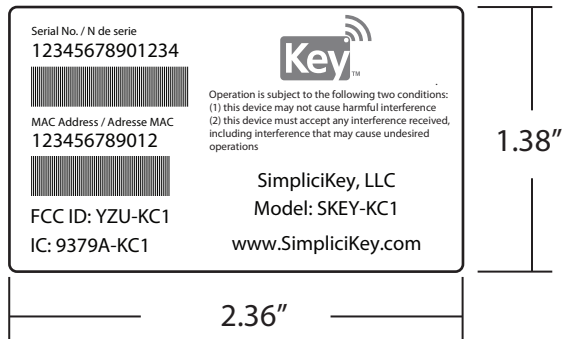 Serial No. / N de serie
12345678901234
MAC Address / Adresse MAC
123456789012
FCC ID: YZU-KC1
IC: 9379A-KC1
Key™
Operation is subject to the following two conditions:
(1) this device may not cause harmful interference
(2) this device must accept any interference received,
including interference that may cause undesired
operations
SimpliciKey, LLC
Model: SKEY-KC1
www.SimpliciKey.com
1.38”
2.36”